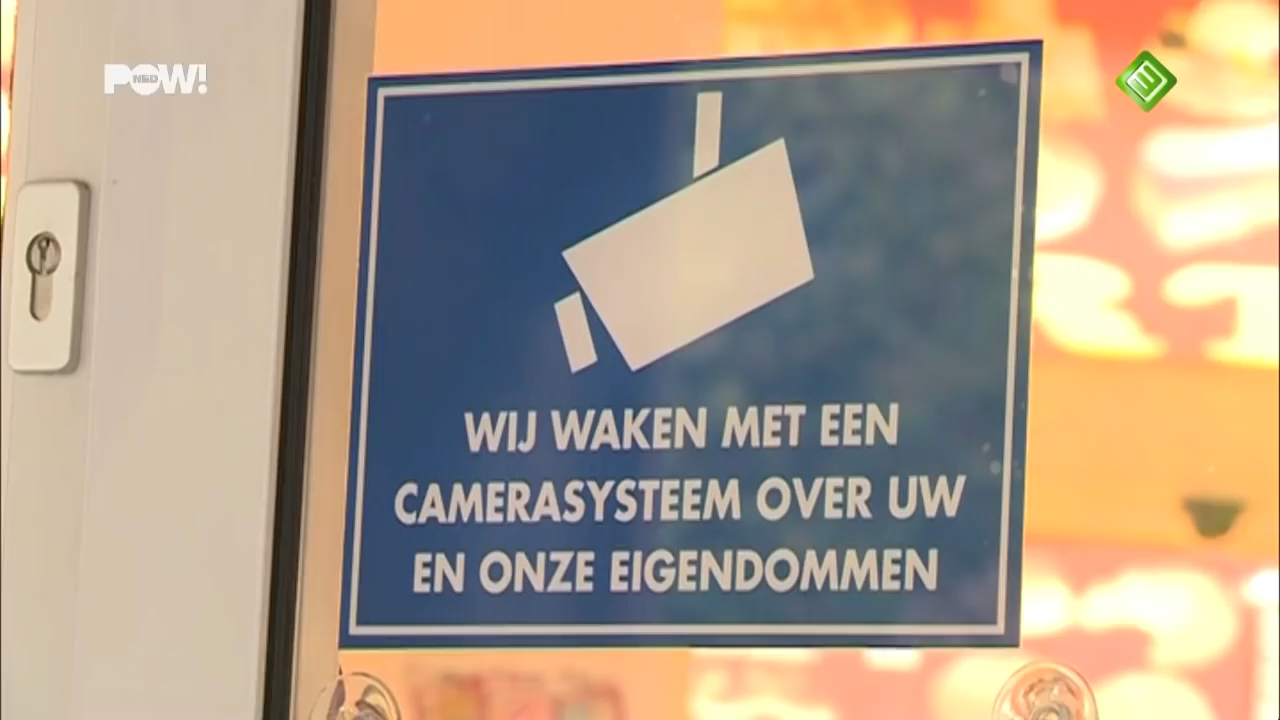 POW!
NED
WIJ WAKEN MET EEN
CAMERASYSTEEM OVER UW
EN ONZE EIGENDOMMEN